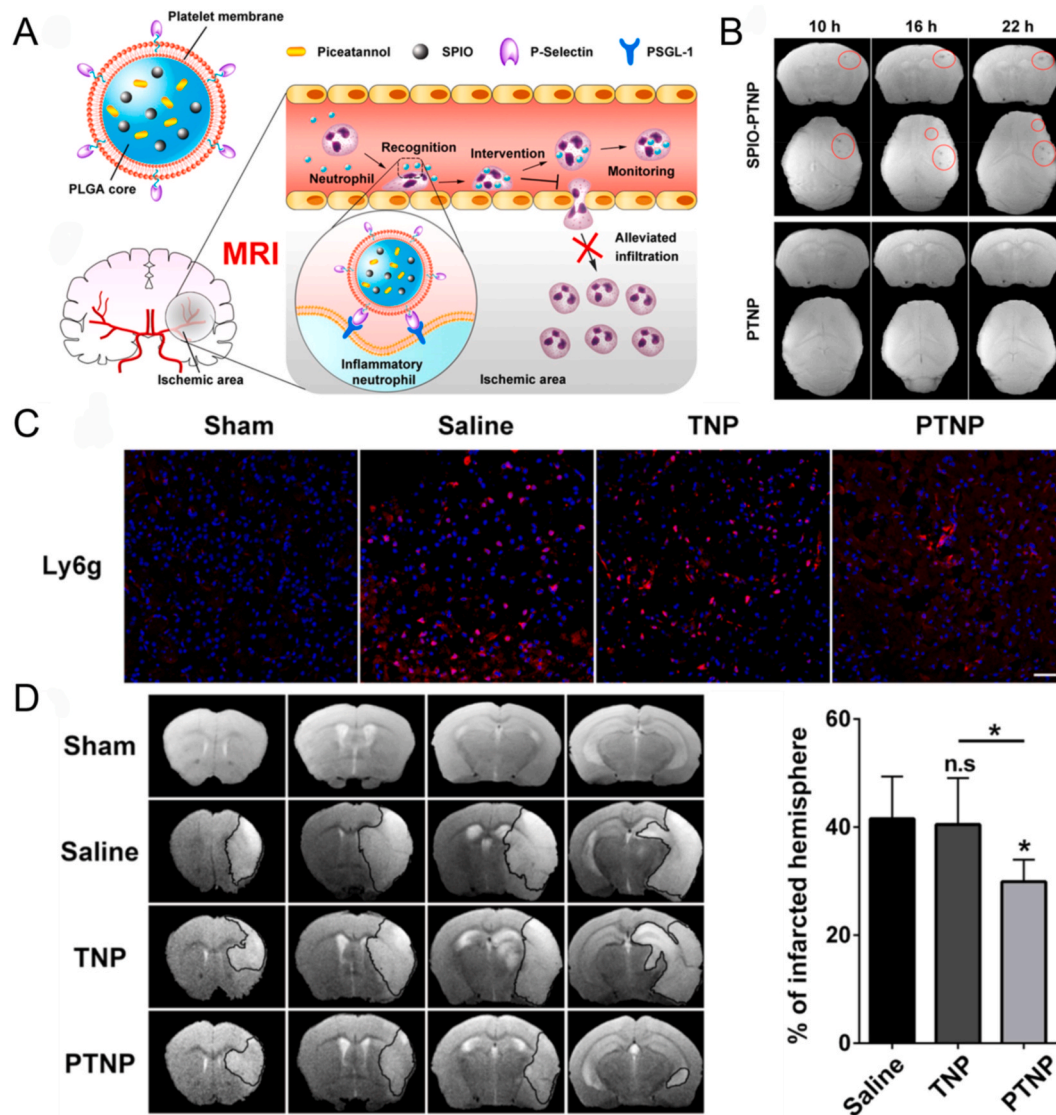 A
Platelet membrane
PLGA core
Piceatannol
SPIO
P-Selectin
PSGL-1
Recognition
Neutrophil
Intervention
Monitoring
Alleviated
infiltration
MRI
Inflammatory
neutrophil
Ischemic area
Ischemic area
B
10 h
16 h
22 h
SPIO-PTNP
PTNP
C
Sham
Saline
TNP
PTNP
Ly6g
D
Sham
Saline
TNP
PTNP
% of infarcted hemisphere
60
40
20
0
*
n.s
*
Saline
TNP
PTNP